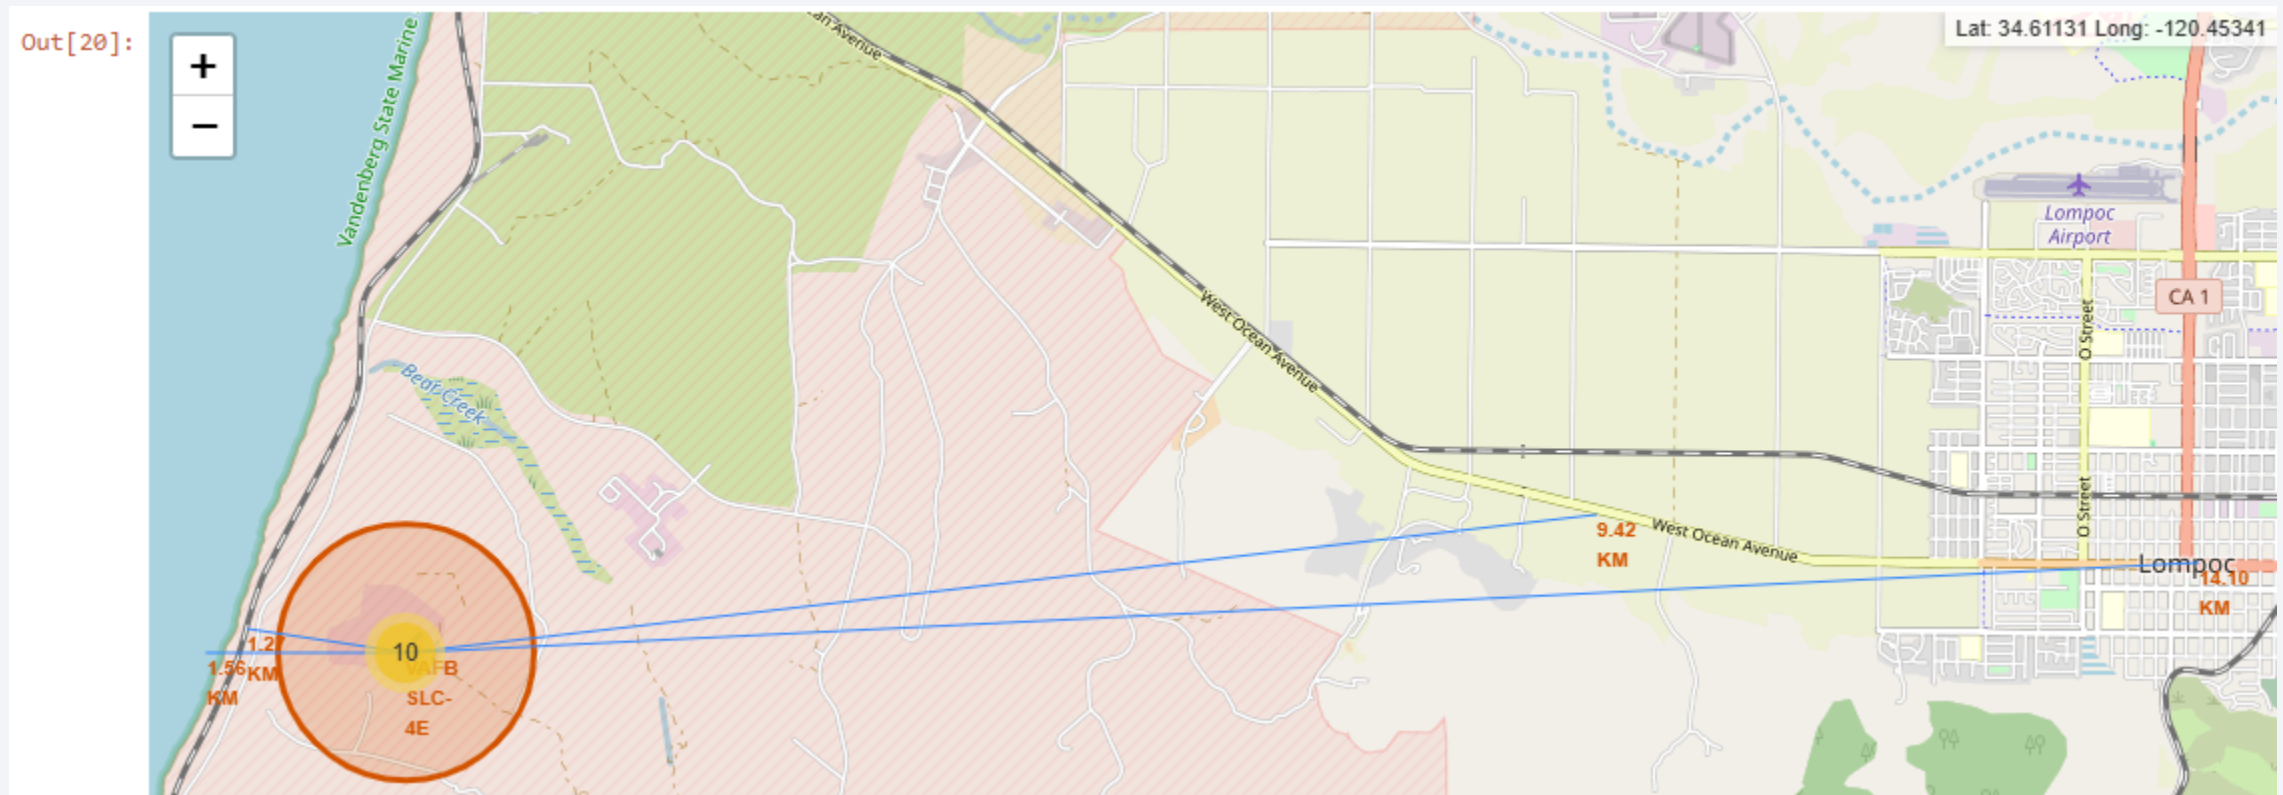 Out[20]:
+
−
Lat: 34.61131 Long: -120.45341
Vandenberg State Marine
an Avenue
Lompoc
Airport
CA 1
West Ocean Avenue
O Street
Bear Creek
O Street
West Ocean Avenue
9.42
KM
Lompoc
14.10
KM
1.2
KM
1.56
KM
10
VAFB
SLC-
4E